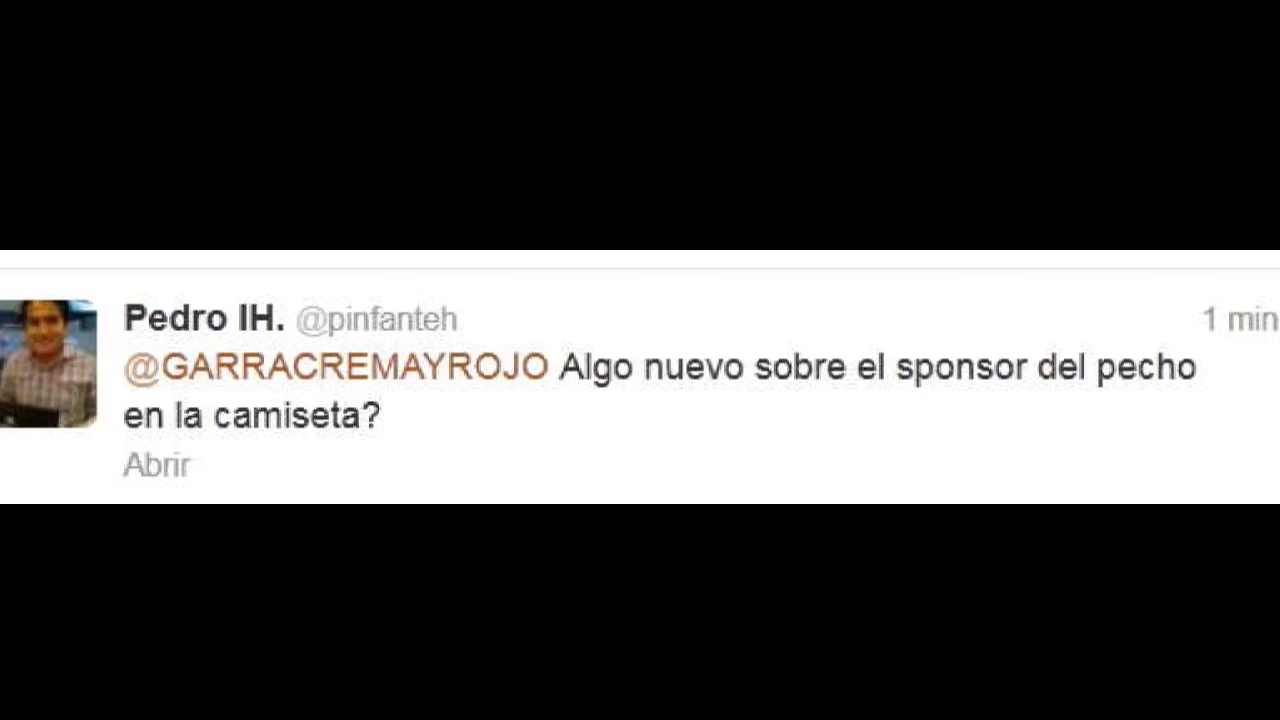 Pedro IH. @pinfanteh 1 min
@GARRACREMAYROJO Algo nuevo sobre el sponsor del pecho
en la camiseta?
Abrir